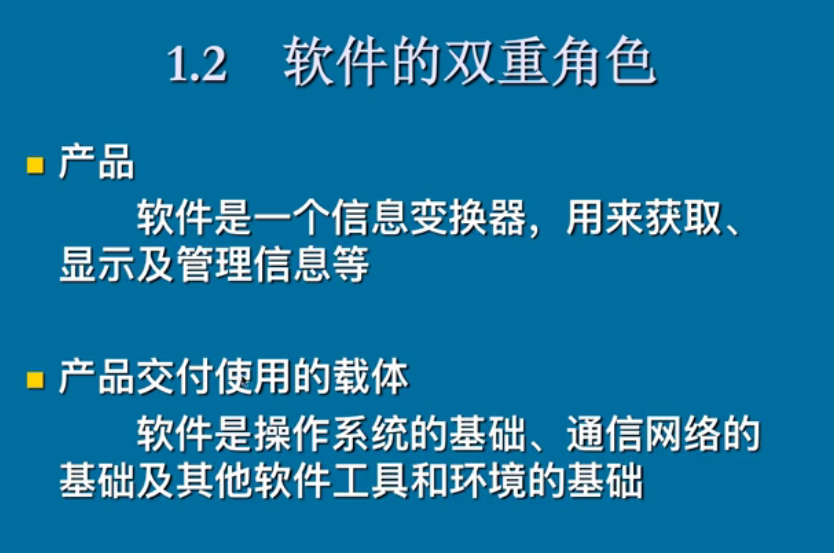 1.2 软件的双重角色
产品
软件是一个信息变换器，用来获取、
显示及管理信息等
产品交付使用的载体
软件是操作系统的基础、通信网络的
基础及其他软件工具和环境的基础